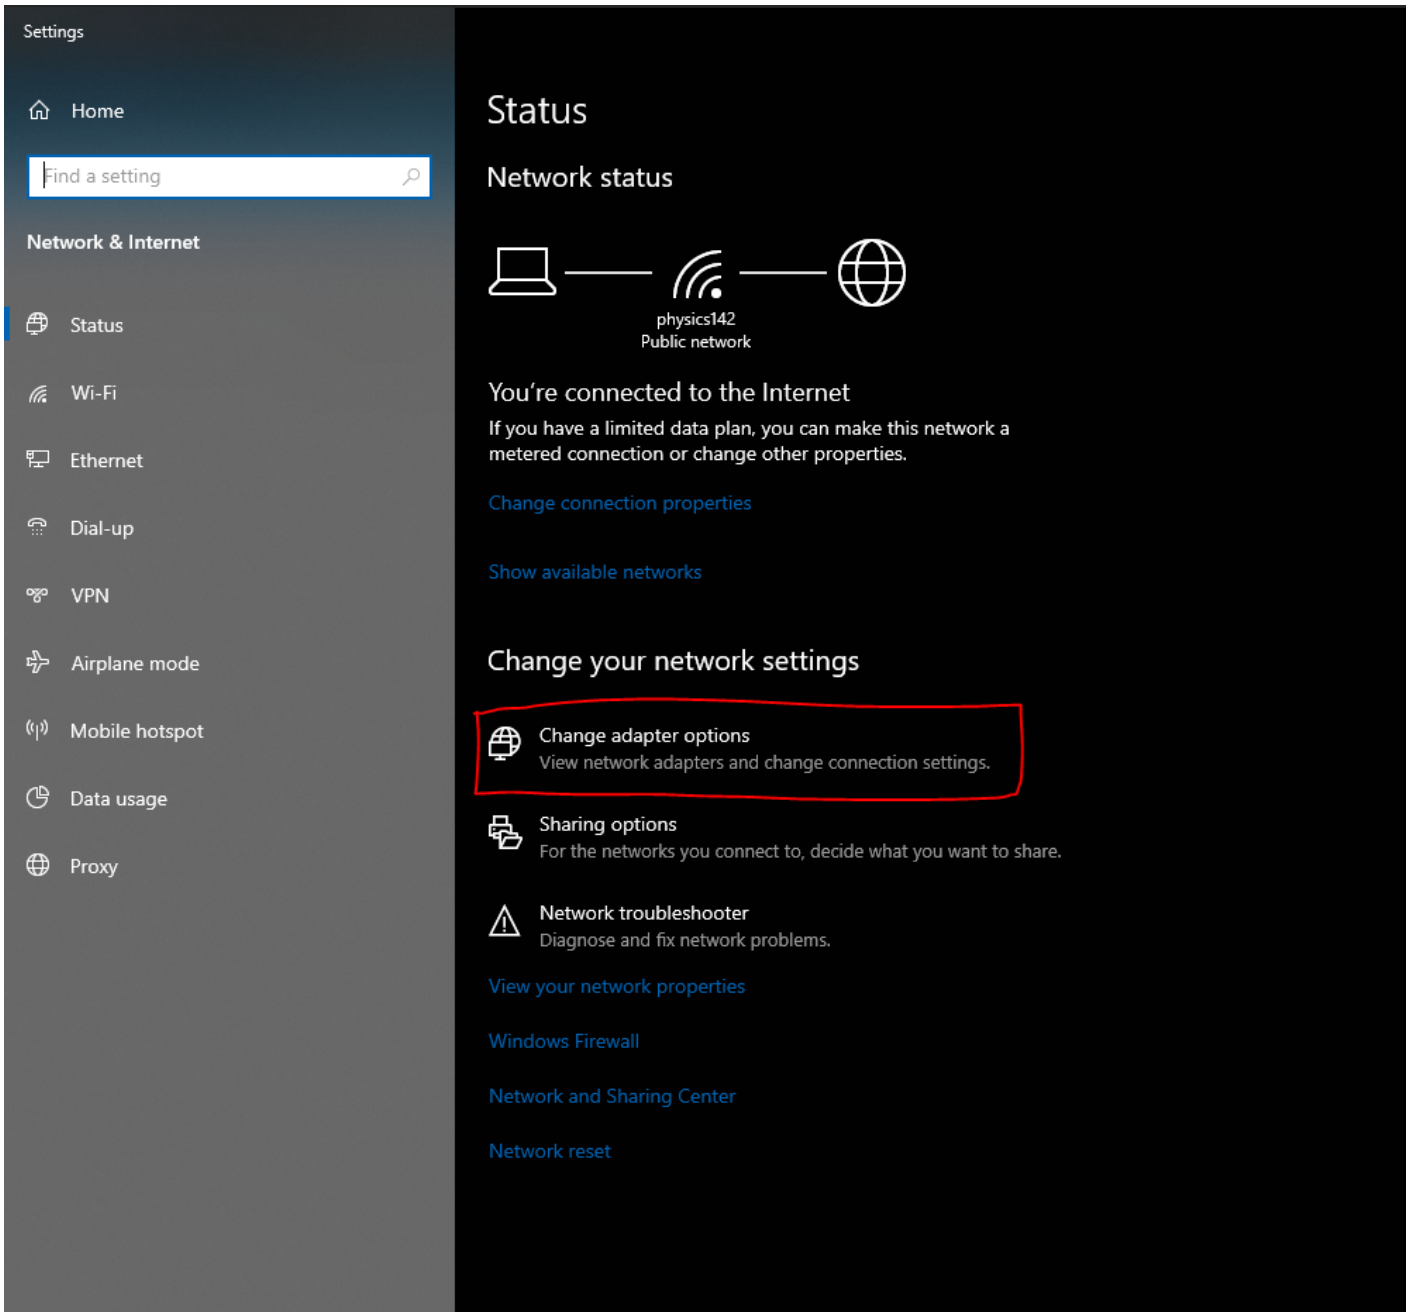 Settings
Home
Find a setting
Network & Internet
Status
Wi-Fi
Ethernet
Dial-up
VPN
Airplane mode
Mobile hotspot
Data usage
Proxy
Status
Network status
physics142
Public network
You're connected to the Internet
If you have a limited data plan, you can make this network a
metered connection or change other properties.
Change connection properties
Show available networks
Change your network settings
Change adapter options
View network adapters and change connection settings.
Sharing options
For the networks you connect to, decide what you want to share.
Network troubleshooter
Diagnose and fix network problems.
View your network properties
Windows Firewall
Network and Sharing Center
Network reset